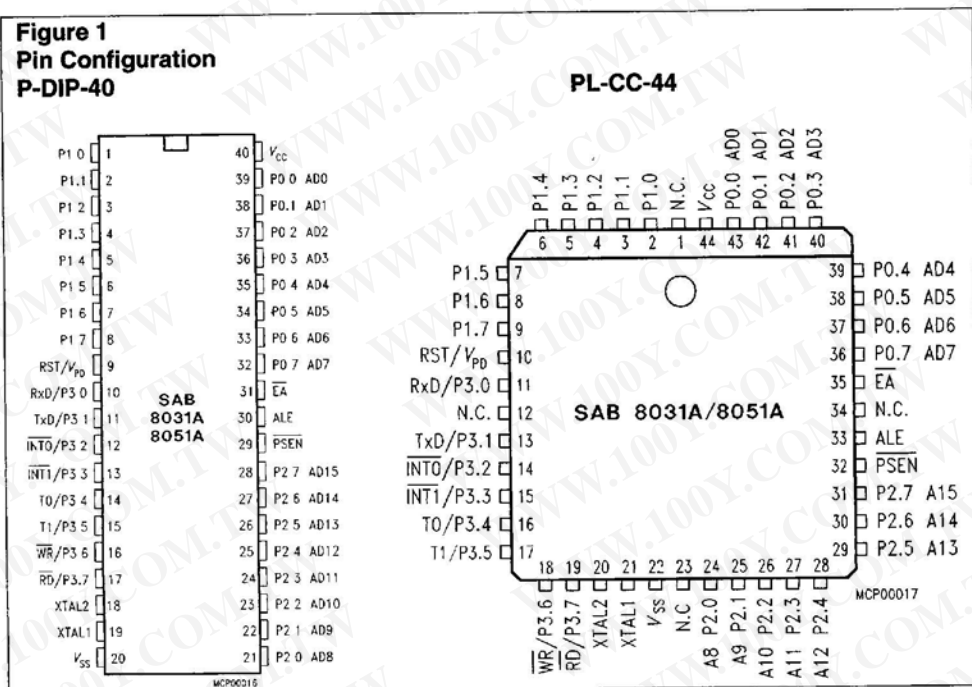 Figure 1
Pin Configuration
P-DIP-40
P1 0 1
P1.1 2
P1 2 3
P1.3 4
P1 4 5
P1 5 6
P1 6 7
P1 7 8
RST/VPD 9
RxD/P3 0 10
TxD/P3 1 11
INT0/P3 2 12
INT1/P3 3 13
T0/P3 4 14
T1/P3 5 15
WR/P3 6 16
RD/P3.7 17
XTAL2 18
XTAL1 19
VSS 20
SAB
8031A
8051A
40 VCC
39 P0 0 AD0
38 P0.1 AD1
37 P0 2 AD2
36 P0 3 AD3
35 P0 4 AD4
34 P0 5 AD5
33 P0 6 AD6
32 P0 7 AD7
31 EA
30 ALE
29 PSEN
28 P2 7 AD15
27 P2 6 AD14
26 P2 5 AD13
25 P2 4 AD12
24 P2 3 AD11
23 P2 2 AD10
22 P2 1 AD9
21 P2 0 AD8
MCP00016
PL-CC-44
P1.4 P1.3 P1.2 P1.1 P1.0 N.C. VCC P0.0 AD0 P0.1 AD1 P0.2 AD2 P0.3 AD3
6 5 4 3 2 1 44 43 42 41 40
P1.5 7
P1.6 8
P1.7 9
RST/VPD 10
RxD/P3.0 11
N.C. 12
TxD/P3.1 13
INT0/P3.2 14
INT1/P3.3 15
T0/P3.4 16
T1/P3.5 17
SAB 8031A/8051A
39 P0.4 AD4
38 P0.5 AD5
37 P0.6 AD6
36 P0.7 AD7
35 EA
34 N.C.
33 ALE
32 PSEN
31 P2.7 A15
30 P2.6 A14
29 P2.5 A13
18 19 20 21 22 23 24 25 26 27 28
WR/P3.6 RD/P3.7 XTAL2 XTAL1 VSS N.C A8 P2.0 A9 P2.1 A10 P2.2 A11 P2.3 A12 P2.4
MCP00017
WWW.100Y.COM.TW